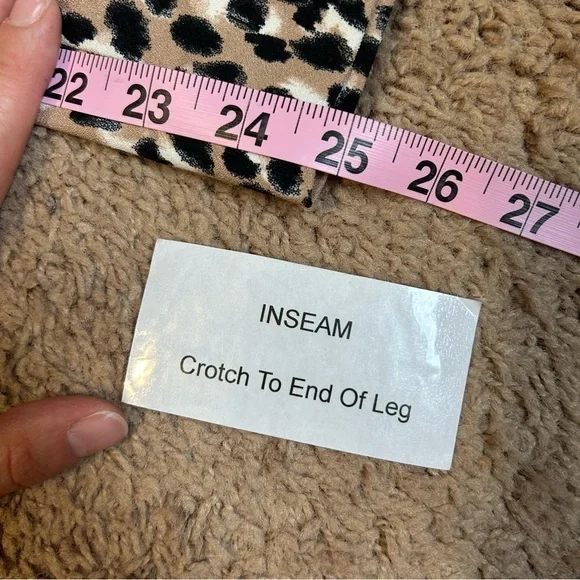 22 23 24 25 26 27
INSEAM
Crotch To End Of Leg